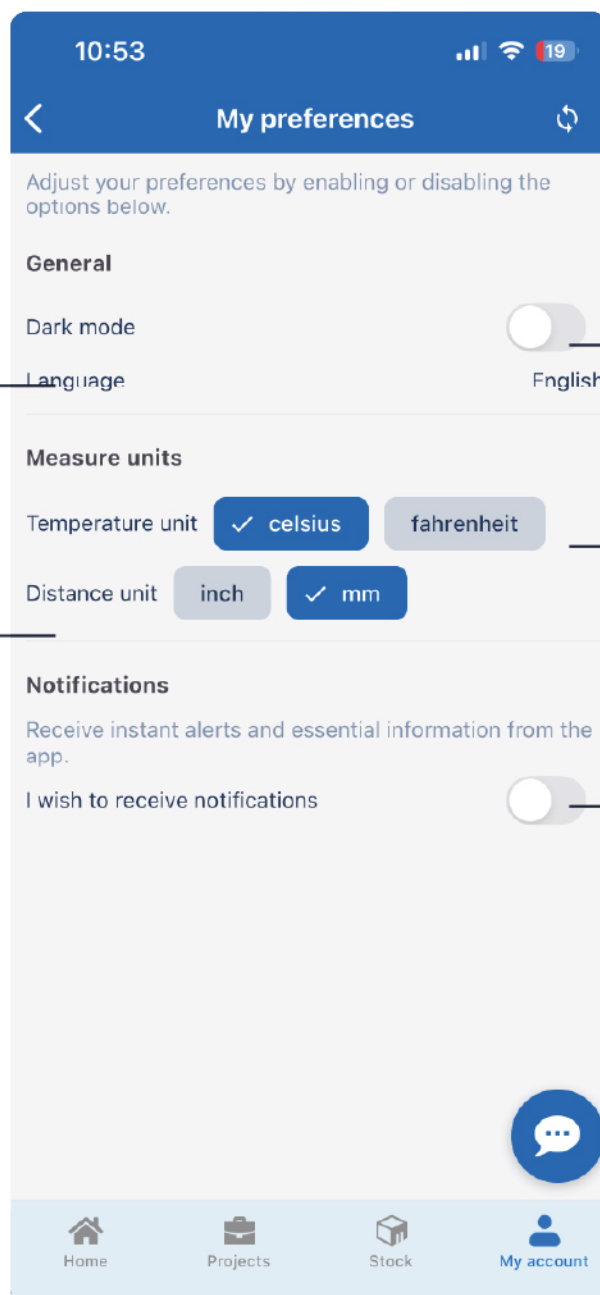 10:53
19
My preferences
Adjust your preferences by enabling or disabling the
options below.
General
Dark mode
Language English
Measure units
Temperature unit celsius fahrenheit
Distance unit inch mm
Notifications
Receive instant alerts and essential information from the
app.
I wish to receive notifications
Home Projects Stock My account